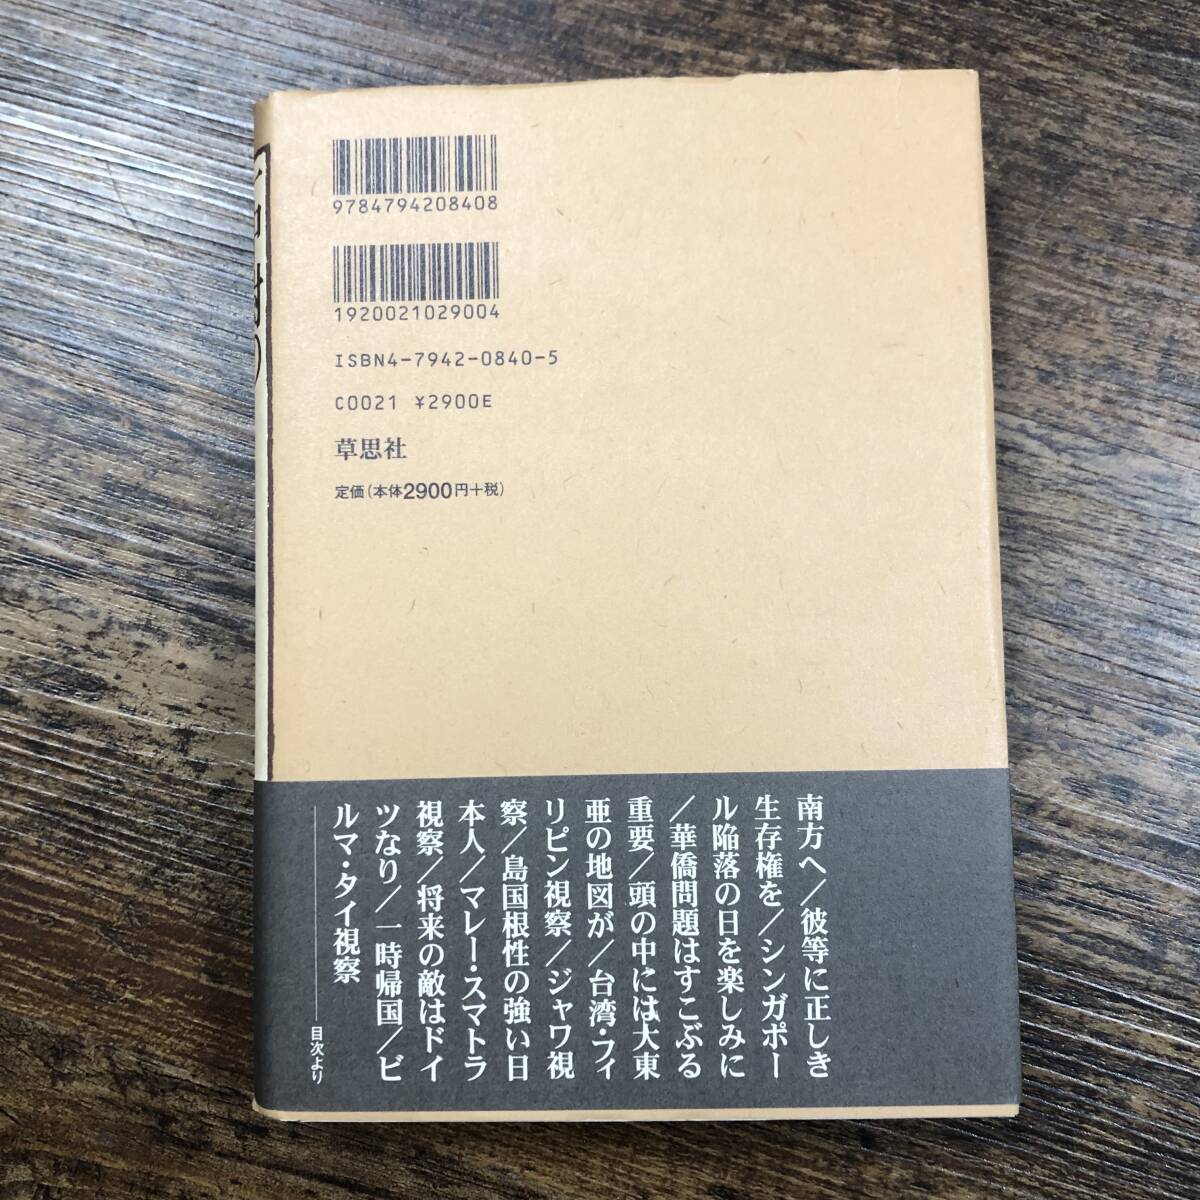 9784794208408
1920021029004
ISBN4-7942-0840-5
C0021 ¥2900E
草思社
定価(本体2900円+税)
南方へ/彼等に正しき
生存権を/シンガポー
ル陥落の日を楽しみに
/華僑問題はすこぶる
重要/頭の中には大東
亜の地図が/台湾・フィ
リピン視察/ジャワ視
察/島国根性の強い日
本人/マレー・スマトラ
視察/将来の敵はドイ
ツなり/一時帰国/ビ
ルマ・タイ視察
――目次より